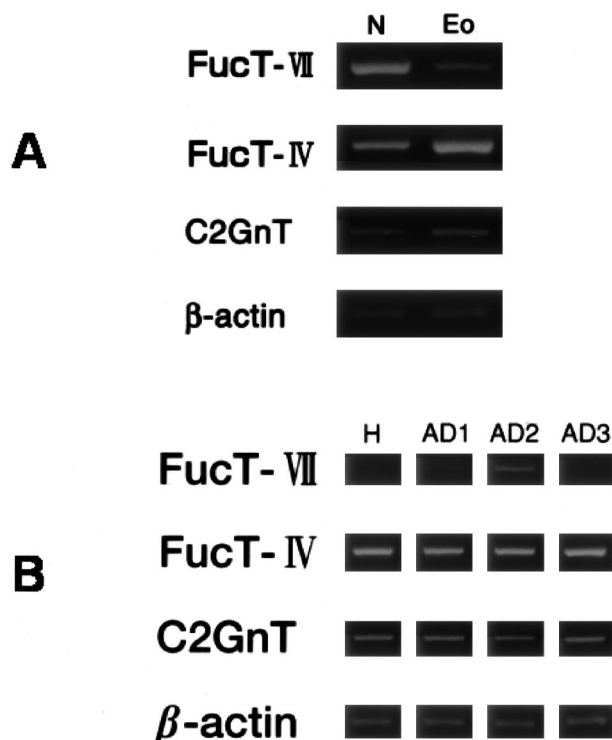 N Eo
FucT-Ⅶ
A
FucT-Ⅳ
C2GnT
β-actin
H AD1 AD2 AD3
FucT-Ⅶ
FucT-Ⅳ
B
C2GnT
β-actin